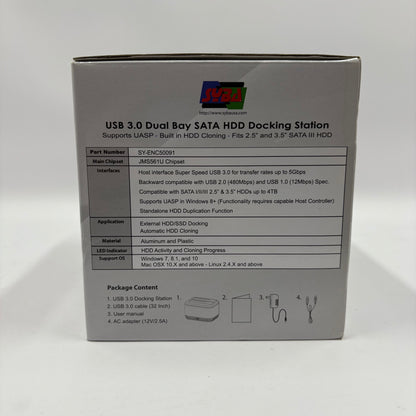 SYBA
http://www.sybausa.com
USB 3.0 Dual Bay SATA HDD Docking Station
Supports UASP - Built in HDD Cloning - Fits 2.5" and 3.5" SATA III HDD
Part Number SY-ENC50091
Main Chipset JMS561U Chipset
Interfaces Host interface Super Speed USB 3.0 for transfer rates up to 5Gbps
Backward compatible with USB 2.0 (480Mbps) and USB 1.0 (12Mbps) Spec.
Compatible with SATA I/II/III 2.5" & 3.5" HDDs up to 4TB
Supports UASP in Windows 8+ (Functionality requires capable Host Controller)
Standalone HDD Duplication Function
Application External HDD/SSD Docking
Automatic HDD Cloning
Material Aluminum and Plastic
LED Indicator HDD Activity and Cloning Progress
Support OS Windows 7, 8.1, and 10
Mac OSX 10.X and above - Linux 2.4.X and above
Package Content
1. USB 3.0 Docking Station
2. USB 3.0 cable (32 Inch)
3. User manual
4. AC adapter (12V/2.5A)
1. 2. 3. 4.